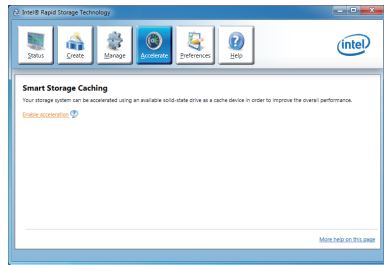 Intel® Rapid Storage Technology
Status
Create
Manage
Accelerate
Preferences
Help
intel
Smart Storage Caching
Your storage system can be accelerated using an available solid-state drive as a cache device in order to improve the overall performance.
Enable acceleration
More help on this page